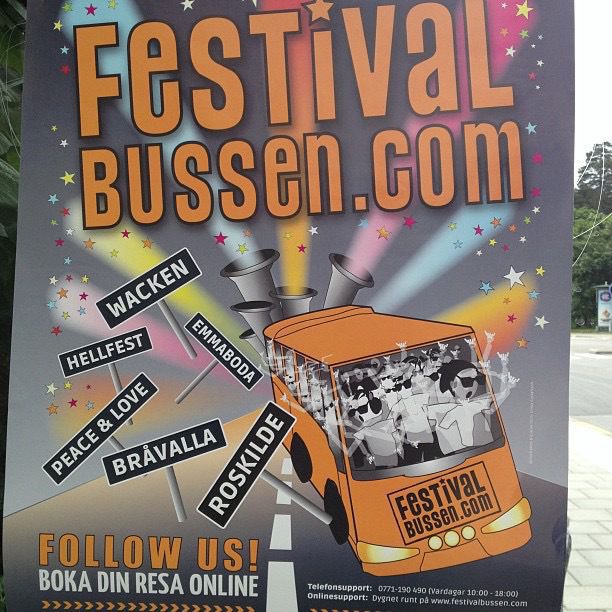 FESTIVAL
BUSSEN.COM
WACKEN
HELLFEST
EMMABODA
PEACE & LOVE
BRÅVALLA
ROSKILDE
FESTIVAL
BUSSEN.COM
FOLLOW US!
BOKA DIN RESA ONLINE
Telefonsupport: 0771-190 490 (Vardagar 10:00 - 18:00)
Onlinesupport: Dygnet runt på www.festivalbussen.com